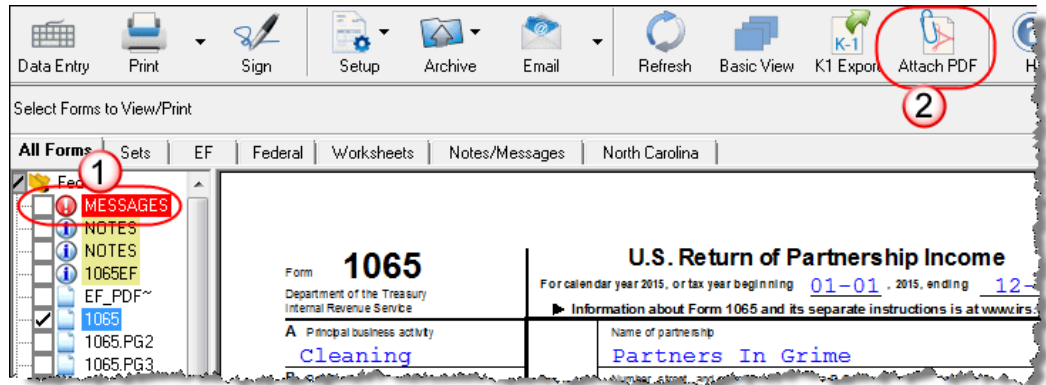 Data Entry Print Sign Setup Archive Email Refresh Basic View K-1 K1 Export Attach PDF H
2
Select Forms to View/Print
All Forms Sets EF Federal Worksheets Notes/Messages North Carolina
1
Fed
MESSAGES
NOTES
NOTES
1065EF
EF_PDF~
1065
1065.PG2
1065.PG3
Form 1065
Department of the Treasury
Internal Revenue Service
U.S. Return of Partnership Income
For calendar year 2015, or tax year beginning 01-01 , 2015, ending 12-
▶ Information about Form 1065 and its separate instructions is at www.irs.
A Principal business activity
Cleaning
Name of partnership
Partners In Grime
Number, street, and